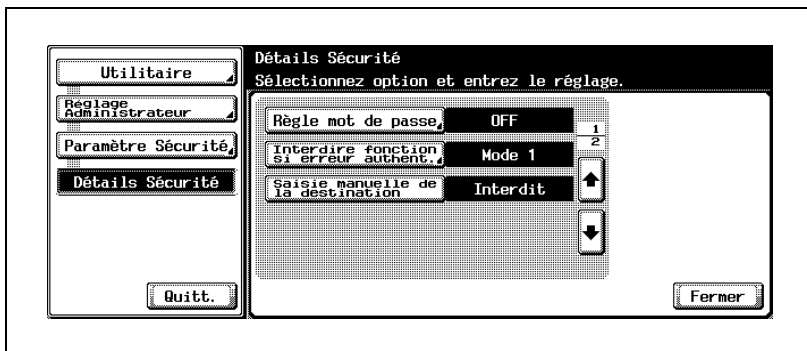 Détails Sécurité
Sélectionnez option et entrez le réglage.
Utilitaire
Réglage
Administrateur
Paramètre Sécurité
Détails Sécurité
Quitt.
Règle mot de passe
OFF
Interdire fonction
si erreur authent.
Mode 1
Saisie manuelle de
la destination
Interdit
1
2
Fermer